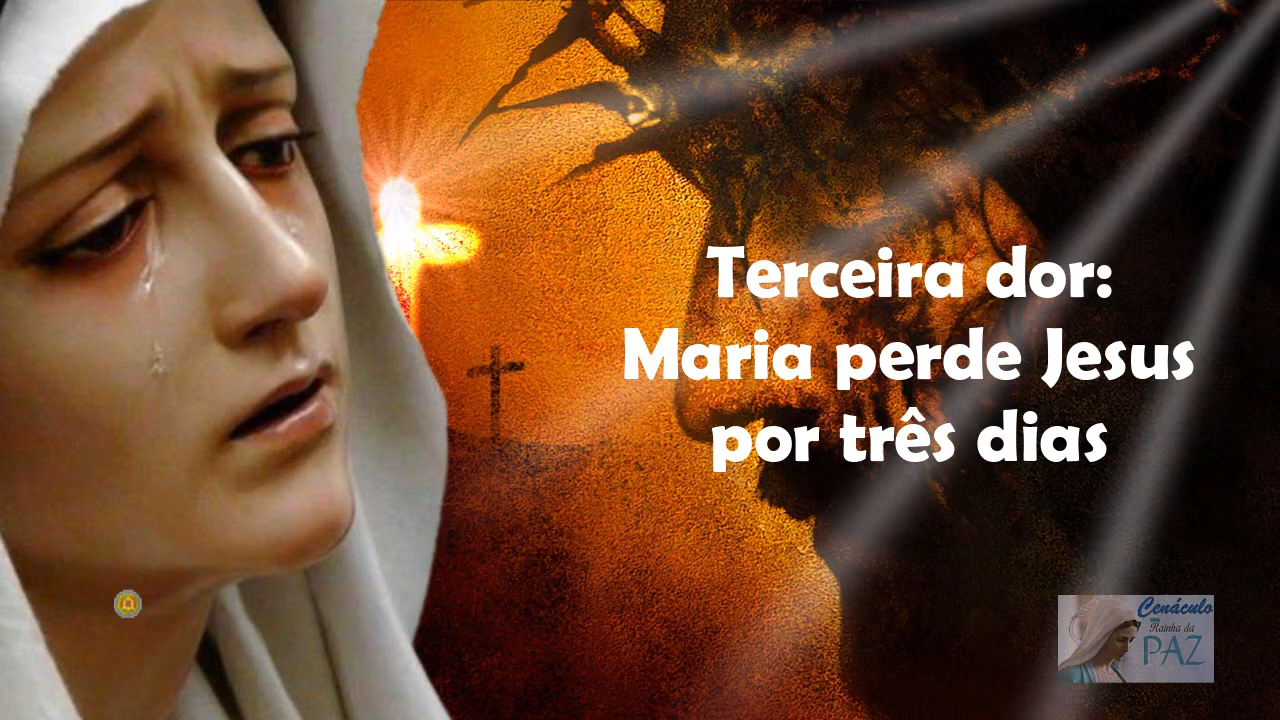 Terceira dor:
Maria perde Jesus
por três dias
Cenáculo
Rainha da
PAZ